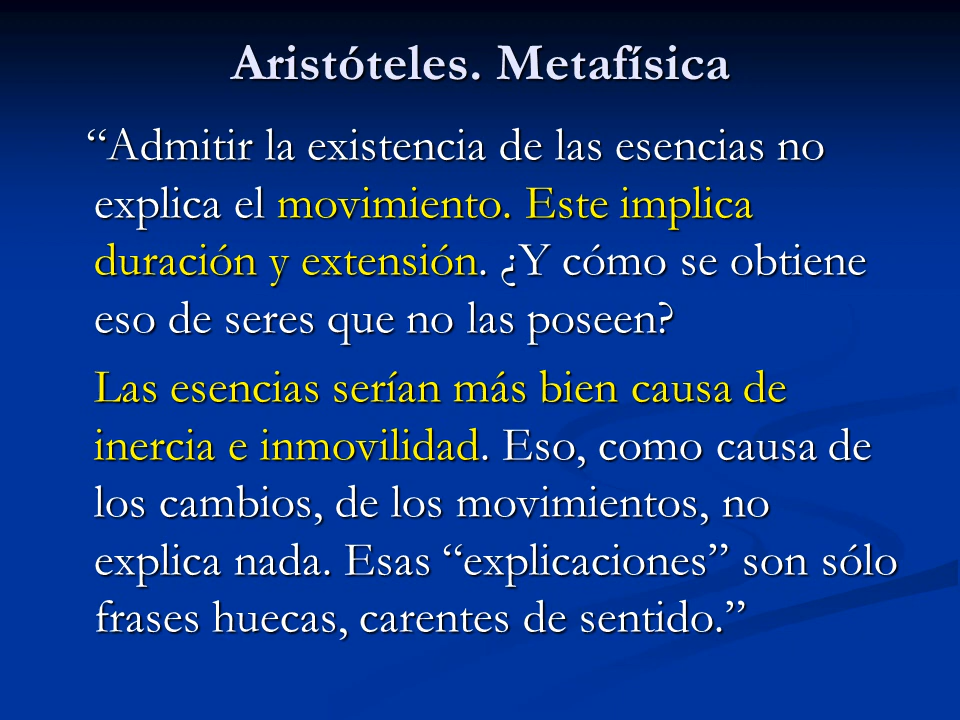 Aristóteles. Metafísica
“Admitir la existencia de las esencias no
explica el movimiento. Este implica
duración y extensión. ¿Y cómo se obtiene
eso de seres que no las poseen?
Las esencias serían más bien causa de
inercia e inmovilidad. Eso, como causa de
los cambios, de los movimientos, no
explica nada. Esas “explicaciones” son sólo
frases huecas, carentes de sentido.”